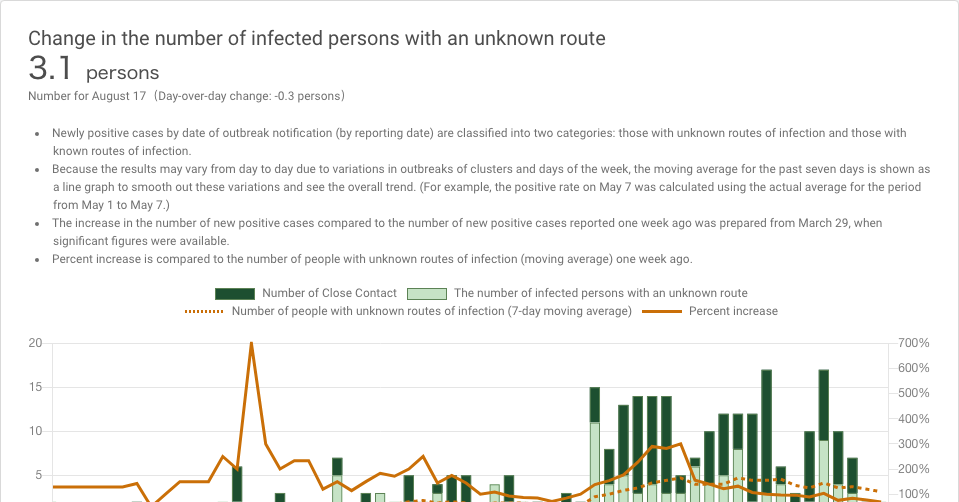 Change in the number of infected persons with an unknown route
3.1 persons
Number for August 17 (Day-over-day change: -0.3 persons)
• Newly positive cases by date of outbreak notification (by reporting date) are classified into two categories: those with unknown routes of infection and those with
known routes of infection.
• Because the results may vary from day to day due to variations in outbreaks of clusters and days of the week, the moving average for the past seven days is shown as
a line graph to smooth out these variations and see the overall trend. (For example, the positive rate on May 7 was calculated using the actual average for the period
from May 1 to May 7.)
• The increase in the number of new positive cases compared to the number of new positive cases reported one week ago was prepared from March 29, when
significant figures were available.
• Percent increase is compared to the number of people with unknown routes of infection (moving average) one week ago.
Number of Close Contact The number of infected persons with an unknown route
Number of people with unknown routes of infection (7-day moving average) Percent increase
20 700%
600%
15 500%
400%
10 300%
5 200%
100%